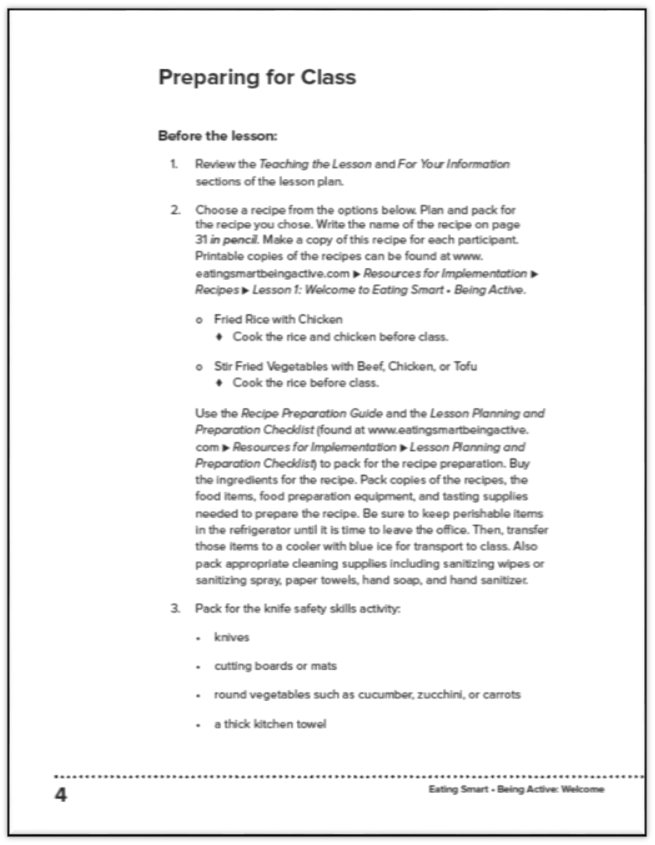 Preparing for Class
Before the lesson:
1. Review the Teaching the Lesson and For Your Information
sections of the lesson plan.
2. Choose a recipe from the options below. Plan and pack for
the recipe you chose. Write the name of the recipe on page
31 in pencil. Make a copy of this recipe for each participant.
Printable copies of the recipes can be found at www.
eatingsmartbeingactive.com ▶ Resources for Implementation ▶
Recipes ▶ Lesson 1: Welcome to Eating Smart • Being Active.
o Fried Rice with Chicken
♦ Cook the rice and chicken before class.
o Stir Fried Vegetables with Beef, Chicken, or Tofu
♦ Cook the rice before class.
Use the Recipe Preparation Guide and the Lesson Planning and
Preparation Checklist (found at www.eatingsmartbeingactive.
com ▶ Resources for Implementation ▶ Lesson Planning and
Preparation Checklist) to pack for the recipe preparation. Buy
the ingredients for the recipe. Pack copies of the recipes, the
food items, food preparation equipment, and tasting supplies
needed to prepare the recipe. Be sure to keep perishable items
in the refrigerator until it is time to leave the office. Then, transfer
those items to a cooler with blue ice for transport to class. Also
pack appropriate cleaning supplies including sanitizing wipes or
sanitizing spray, paper towels, hand soap, and hand sanitizer.
3. Pack for the knife safety skills activity:
• knives
• cutting boards or mats
• round vegetables such as cucumber, zucchini, or carrots
• a thick kitchen towel
4
Eating Smart • Being Active: Welcome